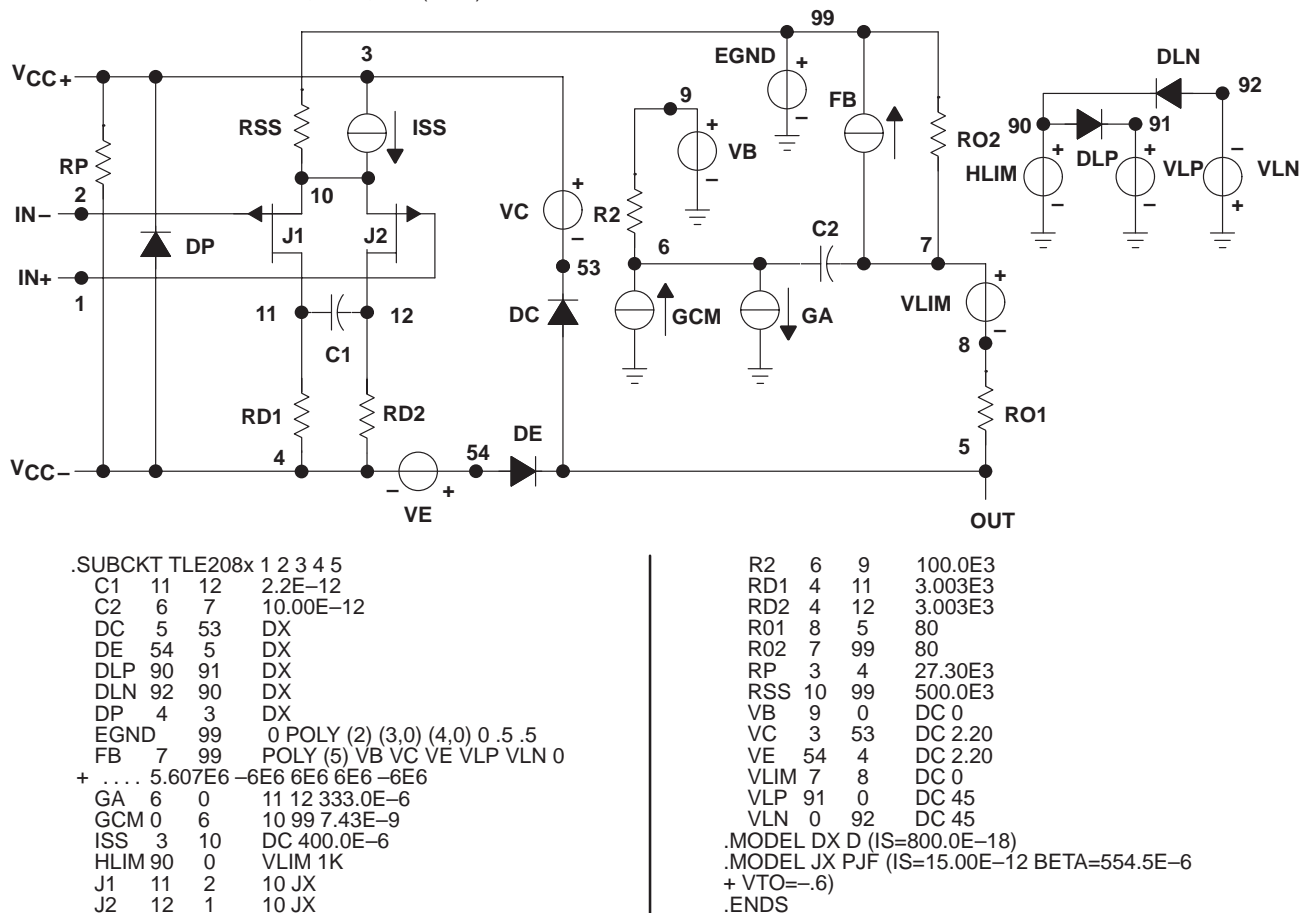 99
3
EGND
+
–
DLN
92
VCC+
RSS
ISS
9
FB
RO2
90
91
+
VB
–
DLP
RP
10
HLIM
+
–
+
–
VLP
–
+
VLN
2
IN–
J1
J2
+
VC
–
R2
C2
DP
6
7
IN+
1
53
+
VLIM
–
11
12
DC
GCM
GA
8
C1
RD1
RD2
RO1
DE
5
4
54
VCC–
–
+
VE
OUT
.SUBCKT TLE208x 1 2 3 4 5
C1 11 12 2.2E–12
C2 6 7 10.00E–12
DC 5 53 DX
DE 54 5 DX
DLP 90 91 DX
DLN 92 90 DX
DP 4 3 DX
EGND 99 0 POLY (2) (3,0) (4,0) 0 .5 .5
FB 7 99 POLY (5) VB VC VE VLP VLN 0
+ .... 5.607E6 –6E6 6E6 6E6 –6E6
GA 6 0 11 12 333.0E–6
GCM 0 6 10 99 7.43E–9
ISS 3 10 DC 400.0E–6
HLIM 90 0 VLIM 1K
J1 11 2 10 JX
J2 12 1 10 JX
R2 6 9 100.0E3
RD1 4 11 3.003E3
RD2 4 12 3.003E3
R01 8 5 80
R02 7 99 80
RP 3 4 27.30E3
RSS 10 99 500.0E3
VB 9 0 DC 0
VC 3 53 DC 2.20
VE 54 4 DC 2.20
VLIM 7 8 DC 0
VLP 91 0 DC 45
VLN 0 92 DC 45
.MODEL DX D (IS=800.0E–18)
.MODEL JX PJF (IS=15.00E–12 BETA=554.5E–6
+ VTO=–.6)
.ENDS